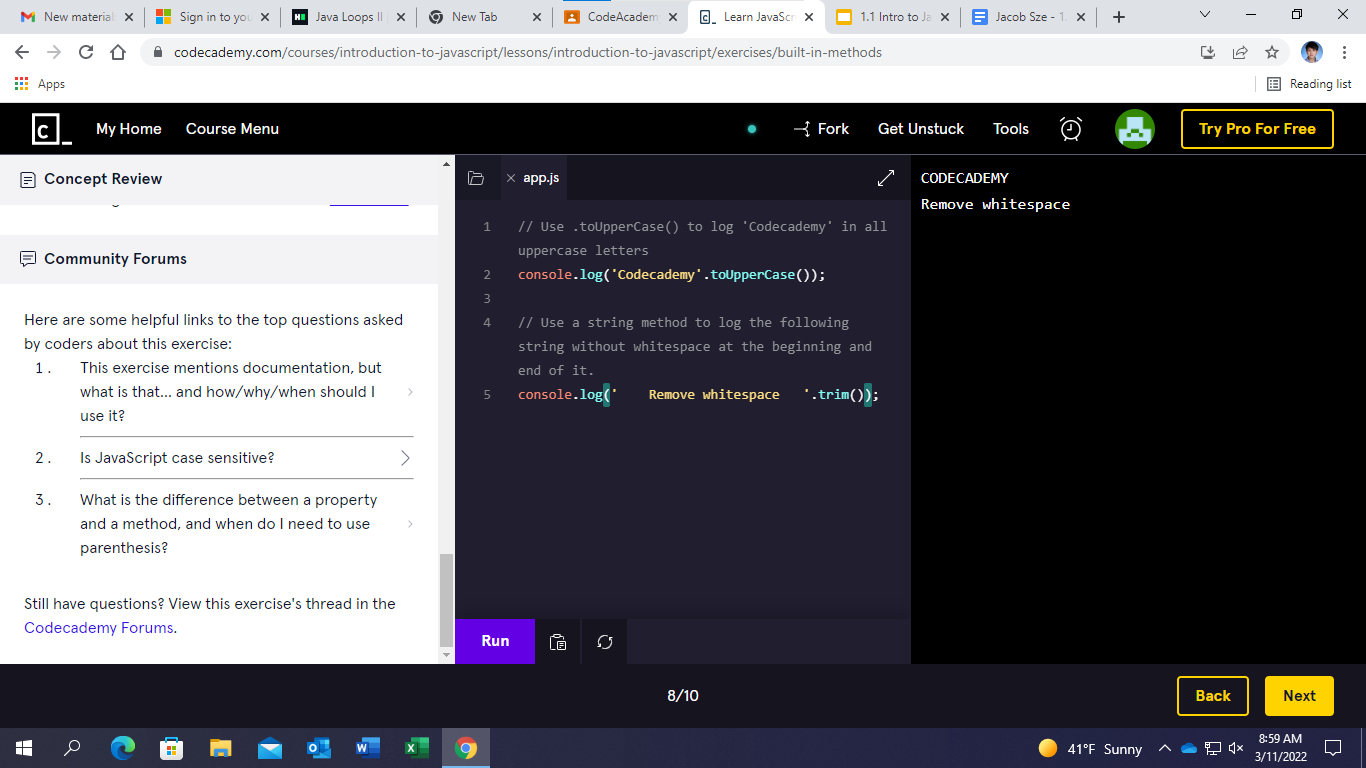 New material
Sign in to you
Java Loops II
New Tab
CodeAcadem
Learn JavaScr
1.1 Intro to Ja
Jacob Sze - 1.
codecademy.com/courses/introduction-to-javascript/lessons/introduction-to-javascript/exercises/built-in-methods
Apps
Reading list
My Home
Course Menu
Fork
Get Unstuck
Tools
Try Pro For Free
Concept Review
Community Forums
Here are some helpful links to the top questions asked
by coders about this exercise:
1. This exercise mentions documentation, but
what is that... and how/why/when should I
use it?
2. Is JavaScript case sensitive?
3. What is the difference between a property
and a method, and when do I need to use
parenthesis?
Still have questions? View this exercise's thread in the
Codecademy Forums.
app.js
1 // Use .toUpperCase() to log 'Codecademy' in all
uppercase letters
2 console.log('Codecademy'.toUpperCase());
3
4 // Use a string method to log the following
string without whitespace at the beginning and
end of it.
5 console.log('    Remove whitespace   '.trim());
Run
CODECADEMY
Remove whitespace
8/10
Back
Next
41°F Sunny
8:59 AM
3/11/2022